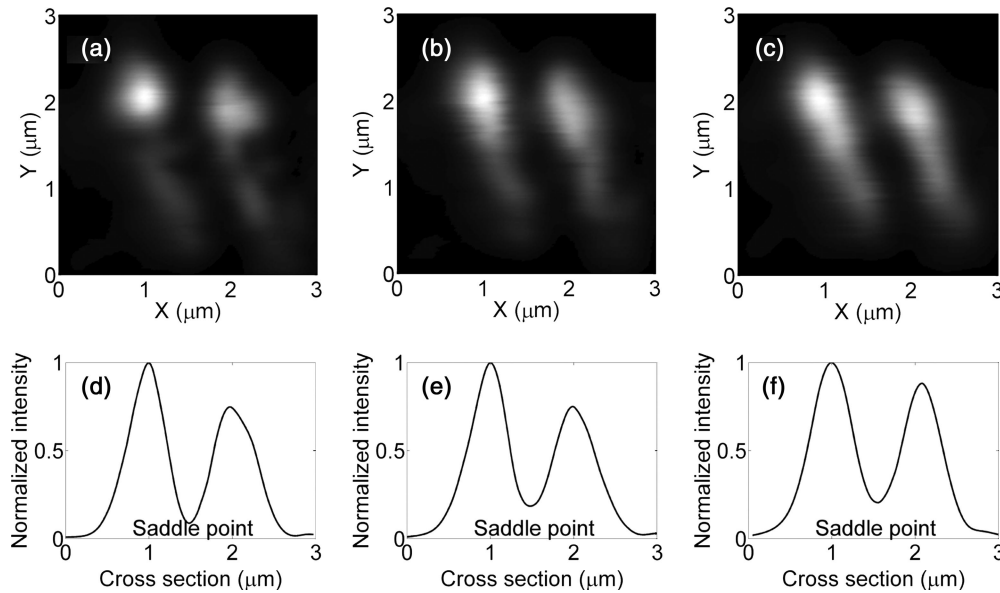 (a)
3
2
1
0
Y (μm)
0
1
2
3
X (μm)
(b)
3
2
1
0
Y (μm)
0
1
2
3
X (μm)
(c)
3
2
1
0
Y (μm)
0
1
2
3
X (μm)
(d)
Normalized intensity
1
0.5
0
Saddle point
0
1
2
3
Cross section (μm)
(e)
Normalized intensity
1
0.5
0
Saddle point
0
1
2
3
Cross section (μm)
(f)
Normalized intensity
1
0.5
0
Saddle point
0
1
2
3
Cross section (μm)